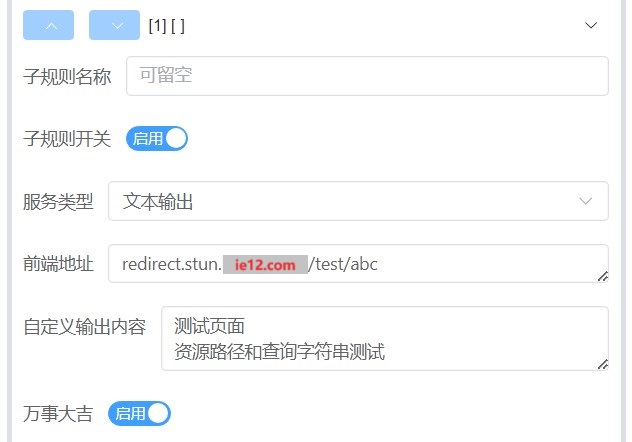 [1] [ ]
子规则名称 可留空
子规则开关 启用
服务类型 文本输出
前端地址 redirect.stun.ie12.com/test/abc
自定义输出内容 测试页面
资源路径和查询字符串测试
万事大吉 启用